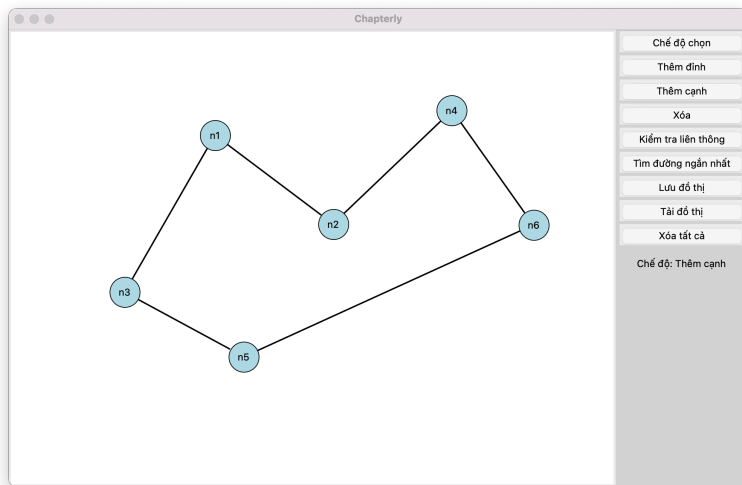 Chapterly
n1
n4
n2
n6
n3
n5
Chế độ chọn
Thêm đỉnh
Thêm cạnh
Xóa
Kiểm tra liên thông
Tìm đường ngắn nhất
Lưu đồ thị
Tải đồ thị
Xóa tất cả
Chế độ: Thêm cạnh